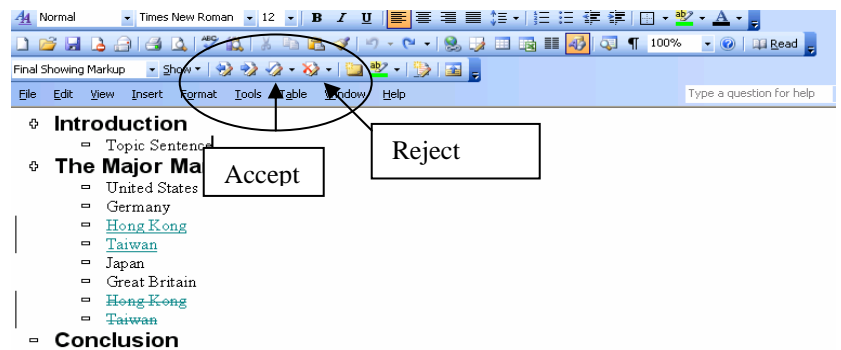 Normal Times New Roman 12 B I U
100% Read
Final Showing Markup Show
File Edit View Insert Format Tools Table Window Help Type a question for help
Introduction
Topic Sentence
The Major Ma
United States
Germany
Hong Kong
Taiwan
Japan
Great Britain
Hong Kong
Taiwan
Conclusion
Accept
Reject